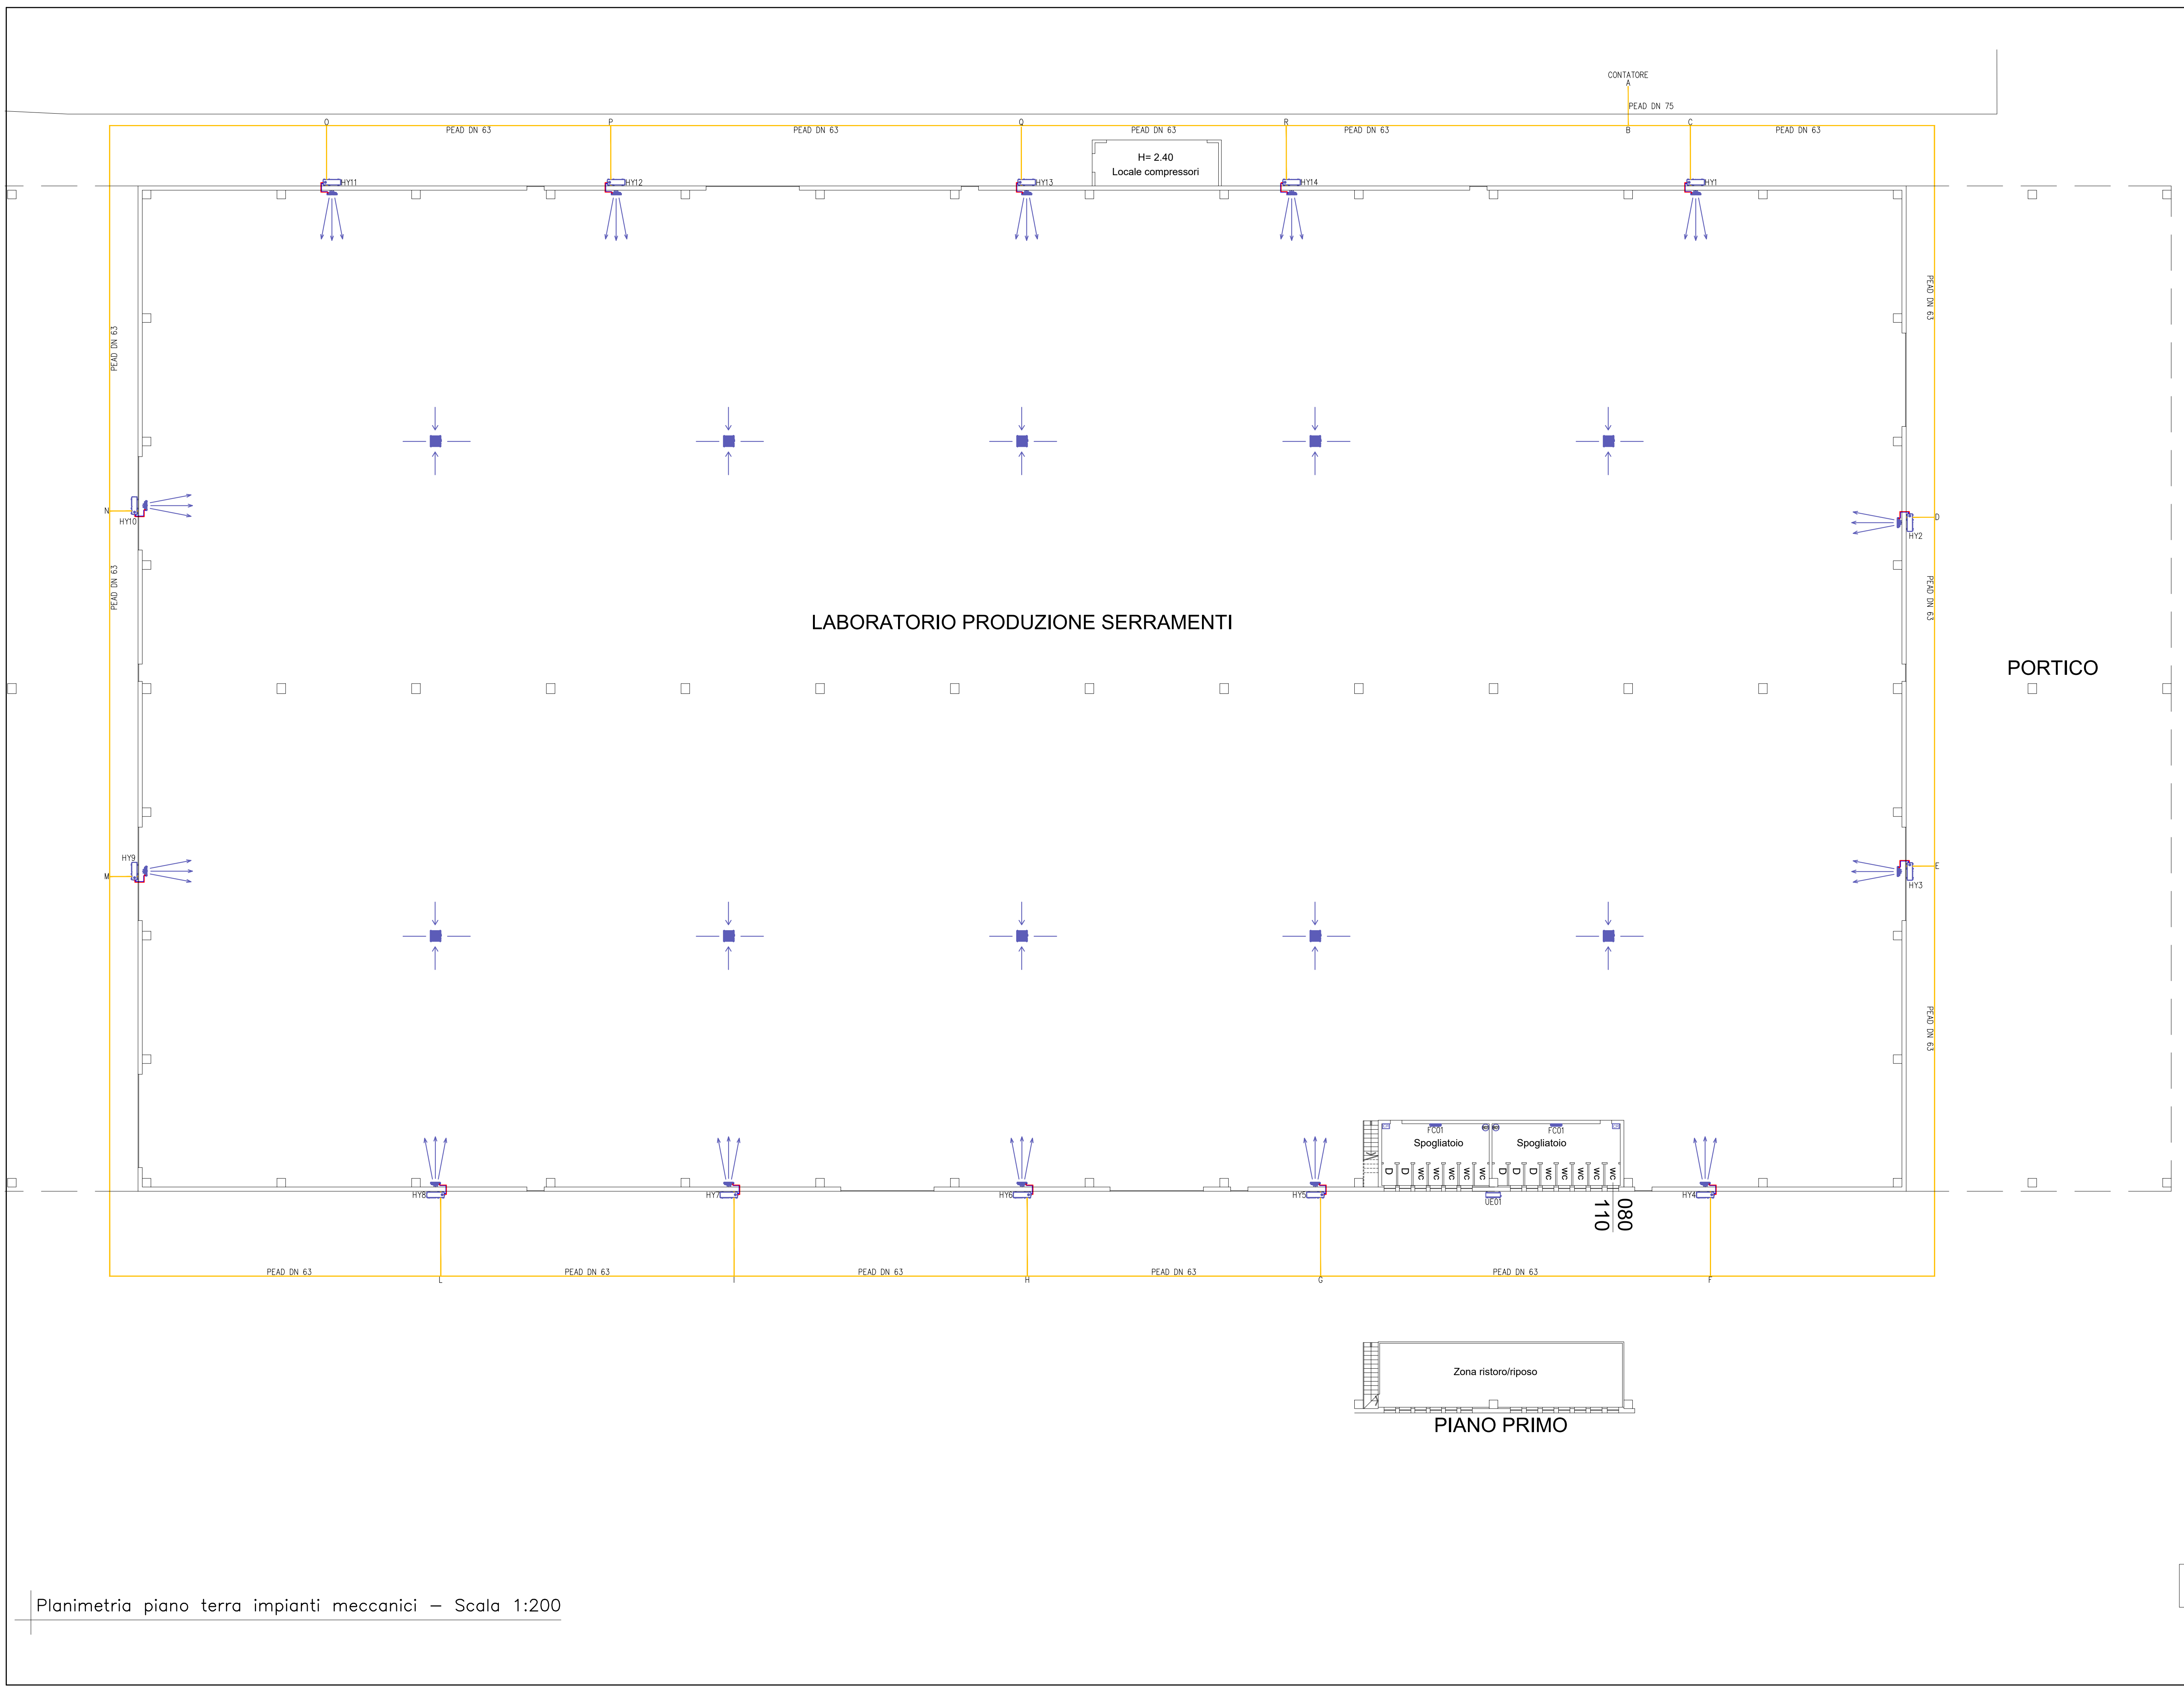 CONTATORE
A
PEAD DN 75
O
PEAD DN 63
P
PEAD DN 63
Q
PEAD DN 63
R
PEAD DN 63
B
C
PEAD DN 63
H= 2.40
Locale compressori
HY11
HY12
HY13
HY14
HY1
PEAD DN 63
PEAD DN 63
N
HY10
D
HY2
PEAD DN 63
PEAD DN 63
LABORATORIO PRODUZIONE SERRAMENTI
PORTICO
HY9
M
E
HY3
PEAD DN 63
FC01
FC01
Spogliatoio
Spogliatoio
D
D
WC
WC
WC
WC
WC
D
D
D
WC
WC
WC
WC
WC
HY8
HY7
HY6
HY5
UE01
HY4
080
110
PEAD DN 63
PEAD DN 63
PEAD DN 63
PEAD DN 63
PEAD DN 63
L
I
H
G
F
Zona ristoro/riposo
PIANO PRIMO
Planimetria piano terra impianti meccanici – Scala 1:200